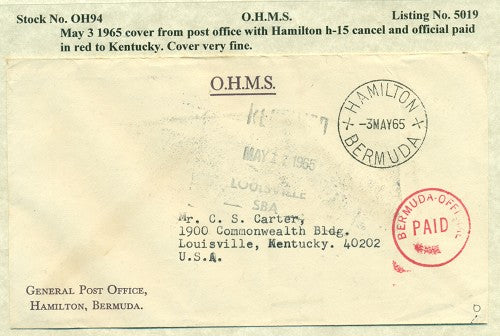 Stock No. OH94 O.H.M.S. Listing No. 5019
May 3 1965 cover from post office with Hamilton h-15 cancel and official paid
in red to Kentucky. Cover very fine.
O.H.M.S.
HAMILTON
-3MAY65
BERMUDA
MAY 12 1965
LOUISVILLE
SBA
BERMUDA-OFFICIAL
PAID
Mr. C. S. Carter,
1900 Commonwealth Bldg.
Louisville, Kentucky. 40202
U.S.A.
GENERAL POST OFFICE,
HAMILTON, BERMUDA.